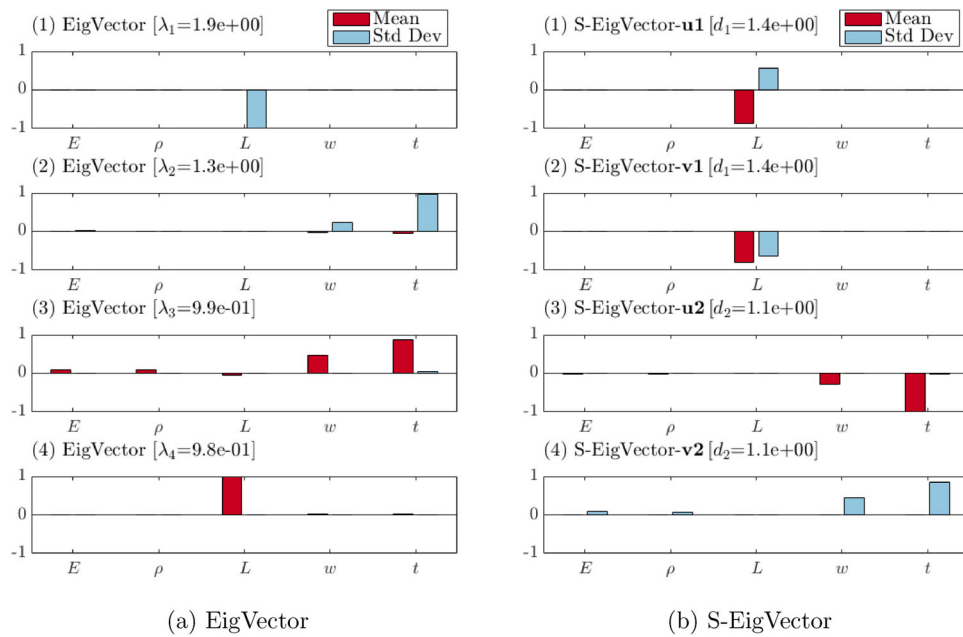 (1) EigVector [λ₁=1.9e+00]
Mean
Std Dev
1
0
-1
E ρ L w t
(2) EigVector [λ₂=1.3e+00]
1
0
-1
E ρ L w t
(3) EigVector [λ₃=9.9e-01]
1
0
-1
E ρ L w t
(4) EigVector [λ₄=9.8e-01]
1
0
-1
E ρ L w t
(a) EigVector
(1) S-EigVector-u1 [d₁=1.4e+00]
Mean
Std Dev
1
0
-1
E ρ L w t
(2) S-EigVector-v1 [d₁=1.4e+00]
1
0
-1
E ρ L w t
(3) S-EigVector-u2 [d₂=1.1e+00]
1
0
-1
E ρ L w t
(4) S-EigVector-v2 [d₂=1.1e+00]
1
0
-1
E ρ L w t
(b) S-EigVector